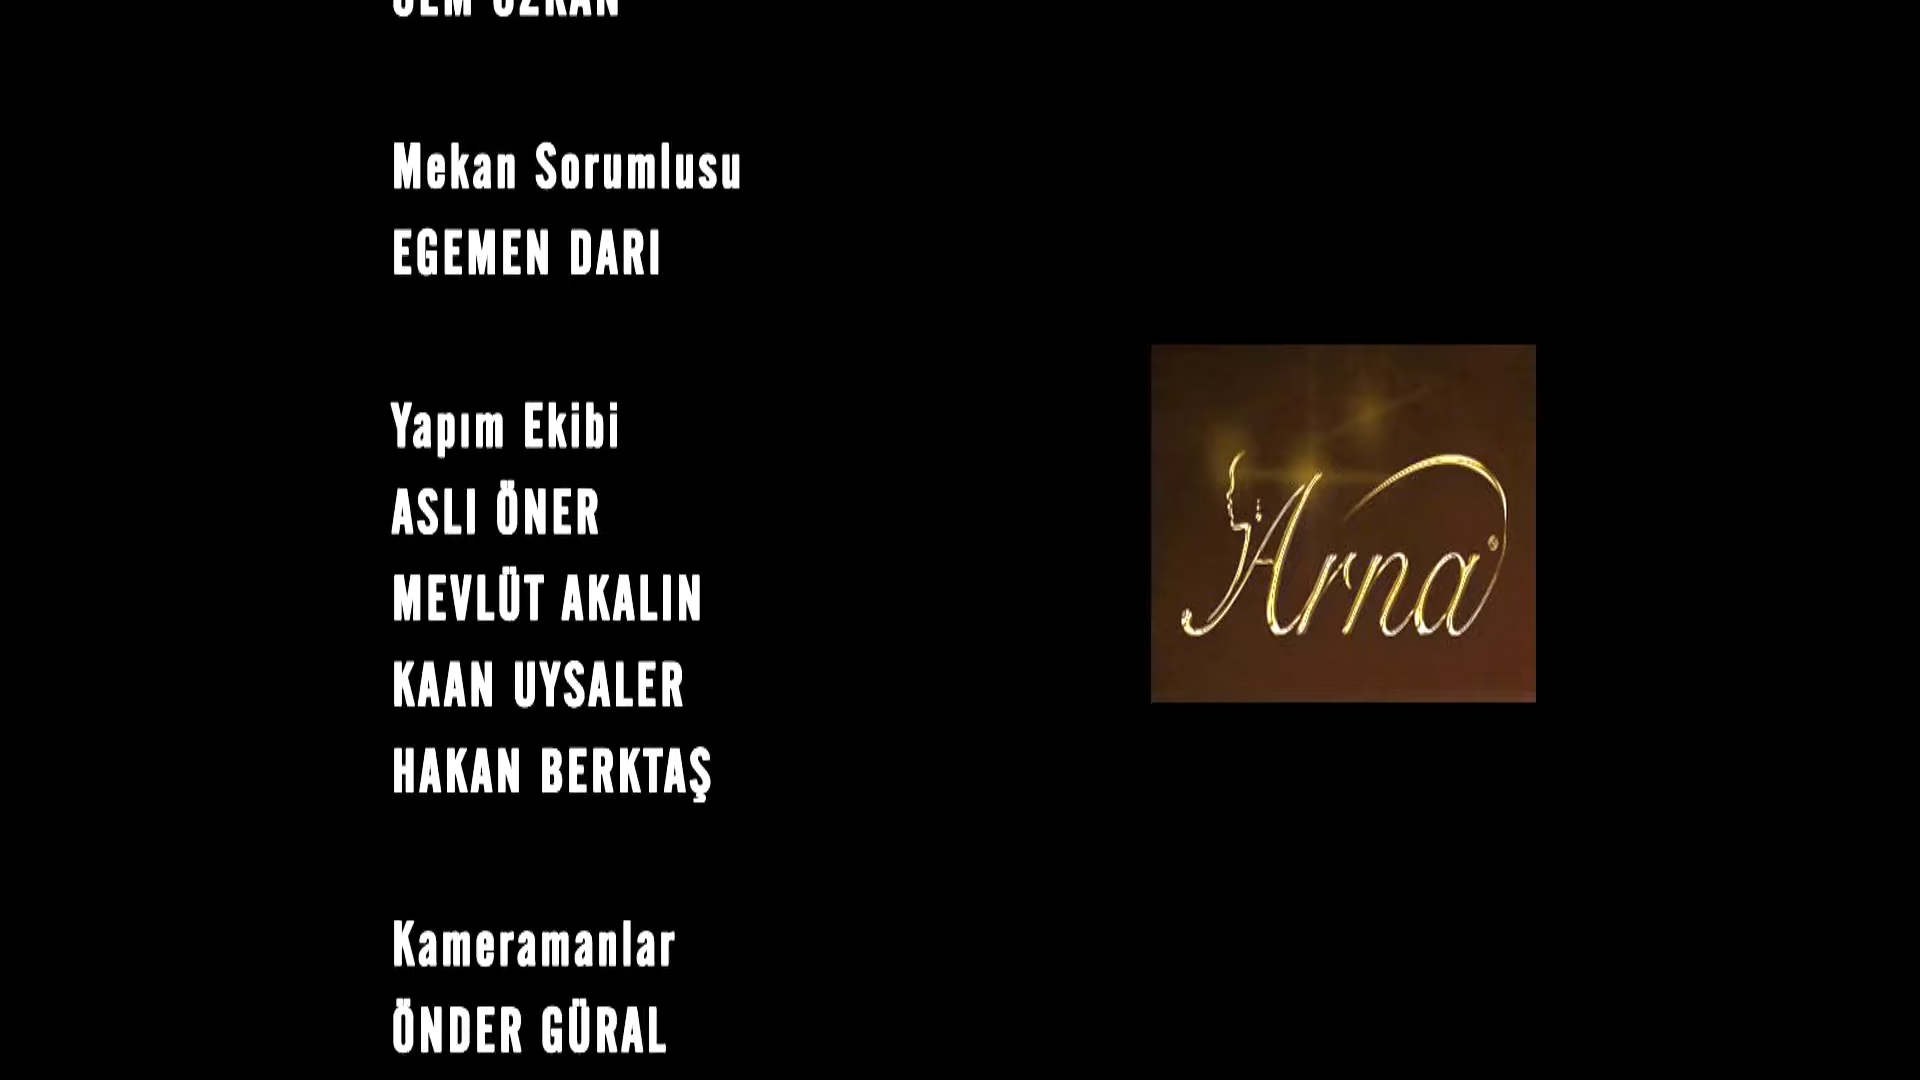 Mekan Sorumlusu
EGEMEN DARI
Yapım Ekibi
ASLI ÖNER
MEVLÜT AKALIN
KAAN UYSALER
HAKAN BERKTAŞ
Kameramanlar
ÖNDER GÜRAL
Arna